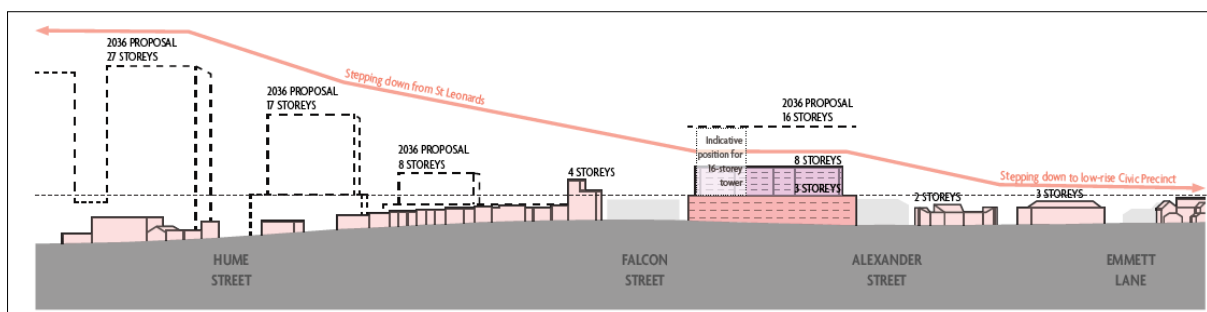 2036 PROPOSAL
27 STOREYS
2036 PROPOSAL
17 STOREYS
Stepping down from St Leonards
2036 PROPOSAL
8 STOREYS
4 STOREYS
2036 PROPOSAL
16 STOREYS
Indicative
position for
16-storey
tower
8 STOREYS
3 STOREYS
Stepping down to low-rise Civic Precinct
2 STOREYS
3 STOREYS
HUME
STREET
FALCON
STREET
ALEXANDER
STREET
EMMETT
LANE